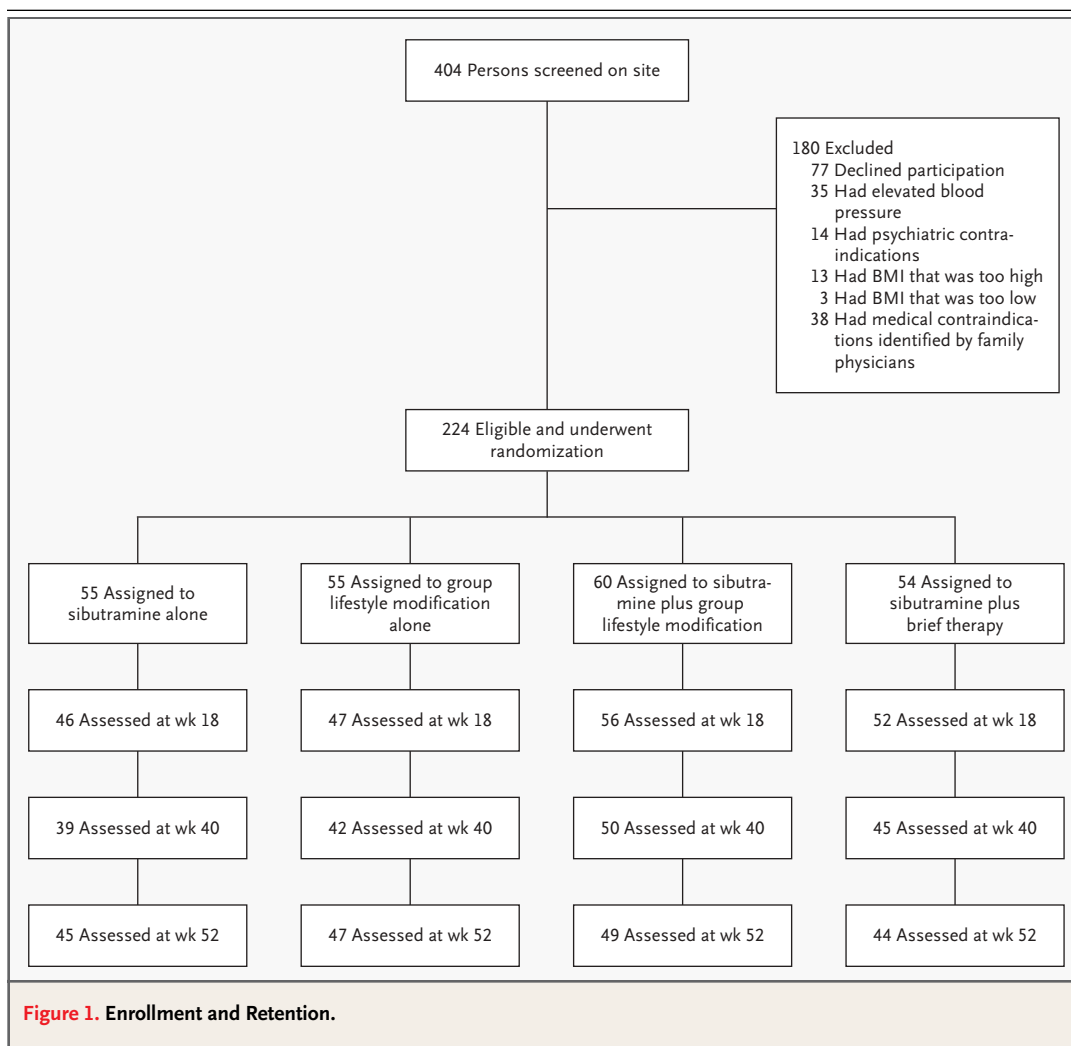 404 Persons screened on site
180 Excluded
77 Declined participation
35 Had elevated blood
pressure
14 Had psychiatric contra-
indications
13 Had BMI that was too high
3 Had BMI that was too low
38 Had medical contraindica-
tions identified by family
physicians
224 Eligible and underwent
randomization
55 Assigned to
sibutramine alone
55 Assigned to group
lifestyle modification
alone
60 Assigned to sibutra-
mine plus group
lifestyle modification
54 Assigned to
sibutramine plus
brief therapy
46 Assessed at wk 18
47 Assessed at wk 18
56 Assessed at wk 18
52 Assessed at wk 18
39 Assessed at wk 40
42 Assessed at wk 40
50 Assessed at wk 40
45 Assessed at wk 40
45 Assessed at wk 52
47 Assessed at wk 52
49 Assessed at wk 52
44 Assessed at wk 52
Figure 1. Enrollment and Retention.